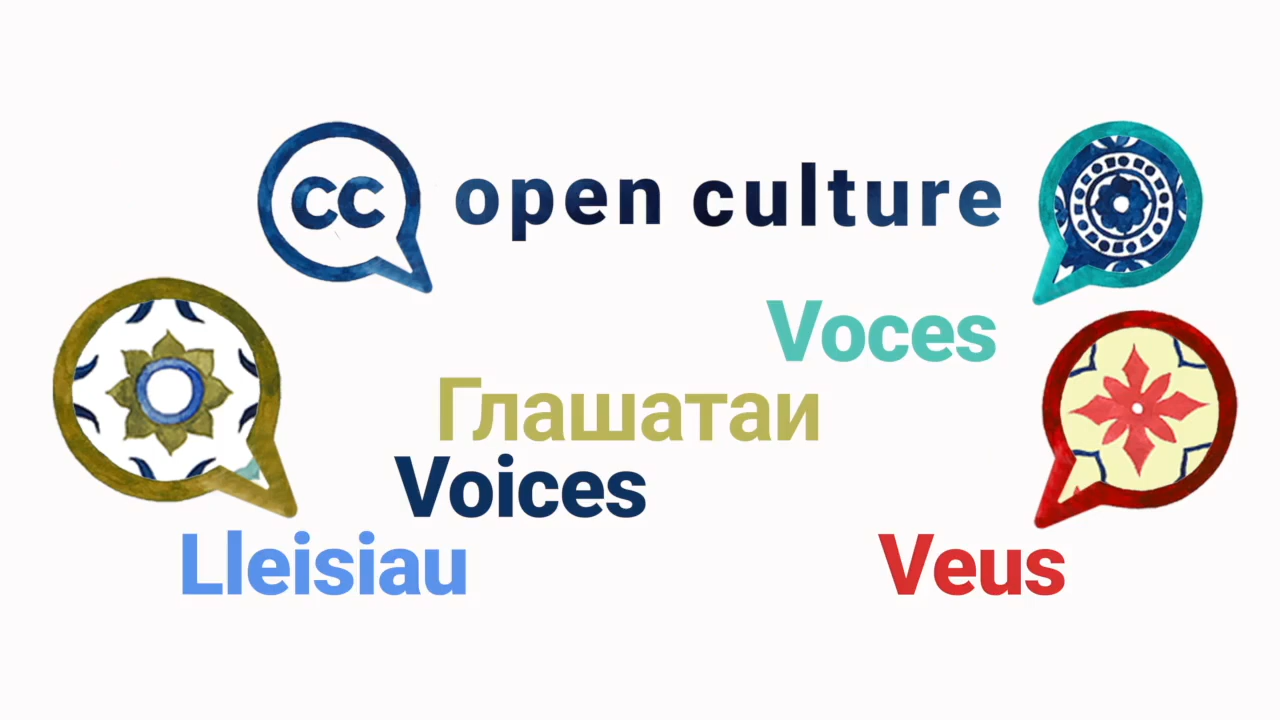 cc open culture
Voces
Глашатаи
Voices
Lleisiau
Veus